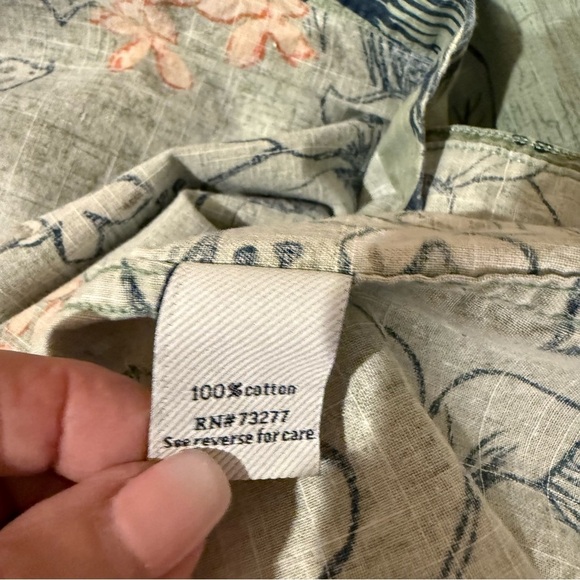 100% cotton
RN# 73277
See reverse for care